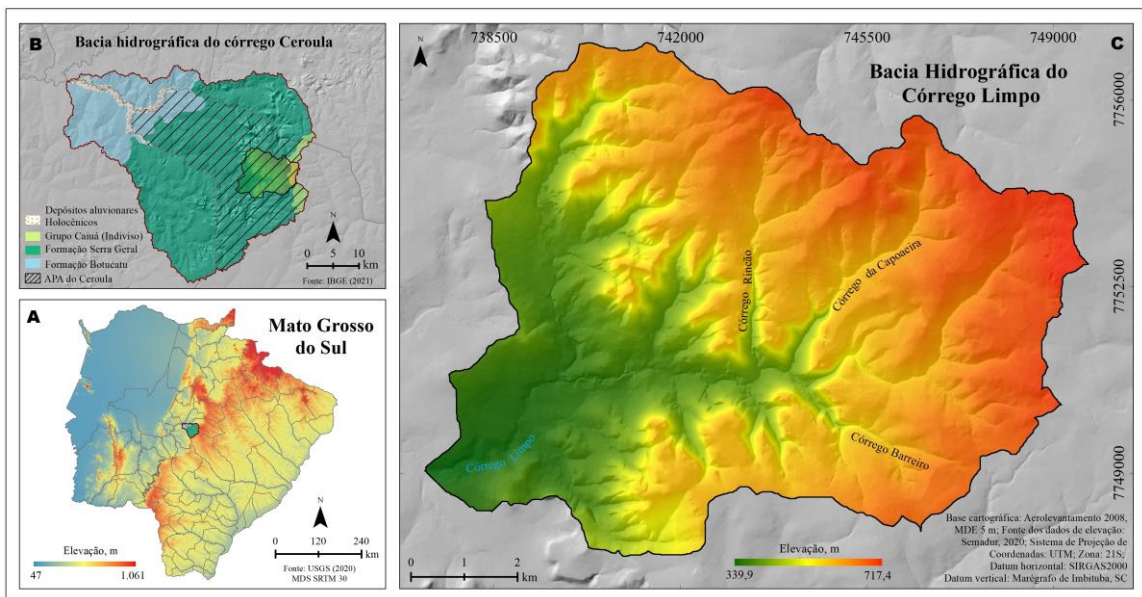 B
Bacia hidrográfica do córrego Ceroula
Depósitos aluvionares
Holocênicos
Grupo Caiuá (Indiviso)
Formação Serra Geral
Formação Botucatu
APA do Ceroula
N
0 5 10
km
Fonte: IBGE (2021)
A
Mato Grosso
do Sul
N
Elevação, m
47 1,061
0 120 240
km
Fonte: USGS (2020)
MDS SRTM 30
738500 742000 745500 749000
C
N
Bacia Hidrográfica do
Córrego Limpo
7756000
7752500
7749000
Córrego Rincão
Córrego da Capoaeira
Córrego Barreiro
Córrego Limpo
0 1 2
km
Elevação, m
339,9 717,4
Base cartográfica: Aerolevantamento 2008,
MDE 5 m; Fonte dos dados de elevação:
Semadur, 2020; Sistema de Projeção de
Coordenadas: UTM; Zona: 21S;
Datum horizontal: SIRGAS2000
Datum vertical: Marégrafo de Imbituba, SC